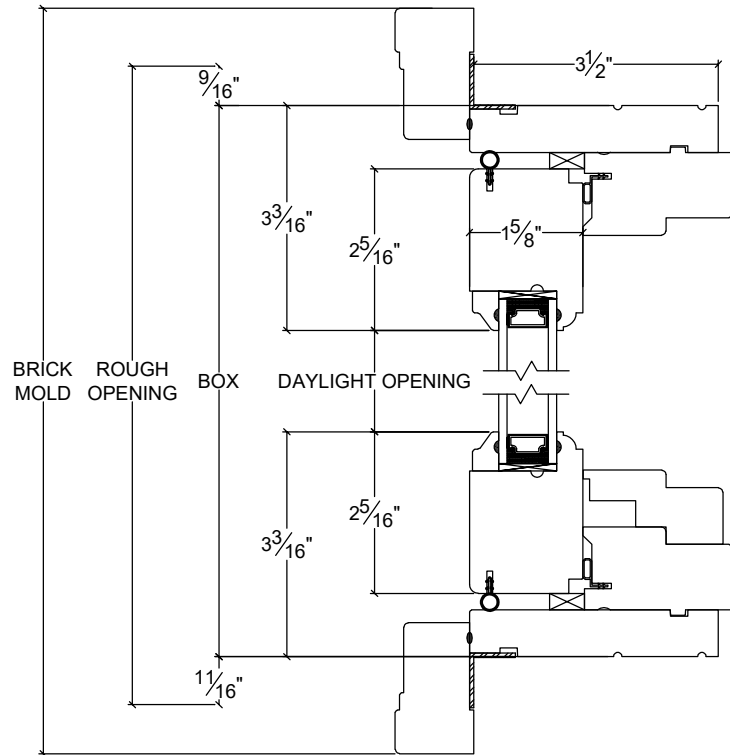 3 1/2"
9/16"
3 3/16"
2 5/16"
1 5/8"
BRICK
MOLD
ROUGH
OPENING
BOX
DAYLIGHT OPENING
2 5/16"
3 3/16"
11/16"